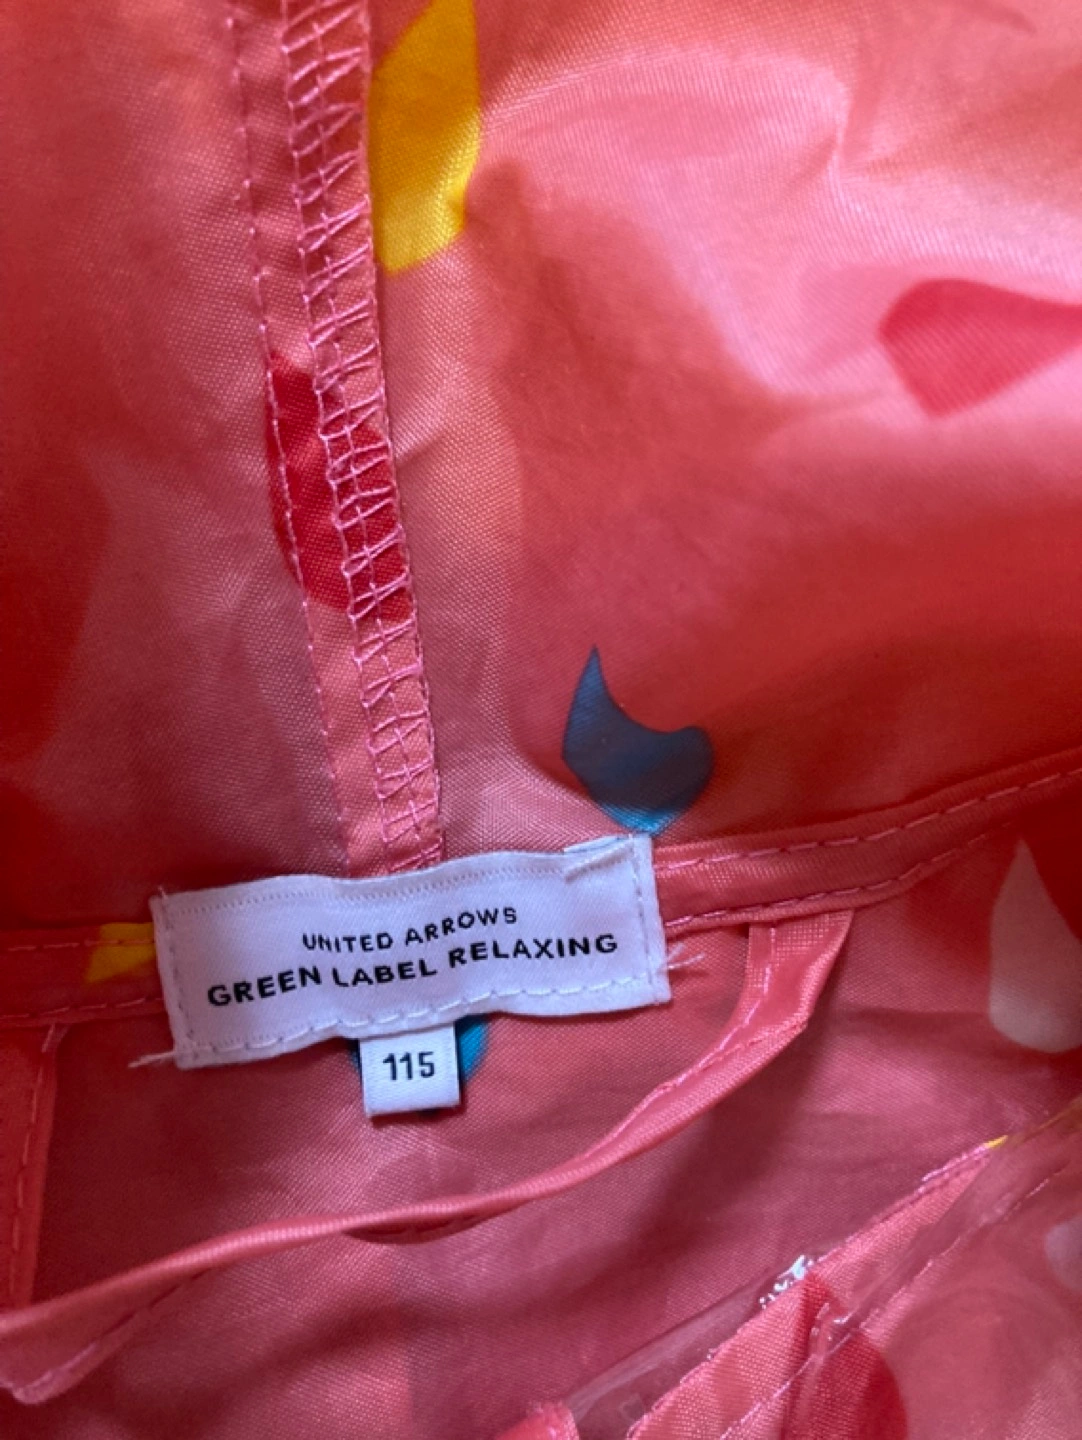 UNITED ARROWS
GREEN LABEL RELAXING
115